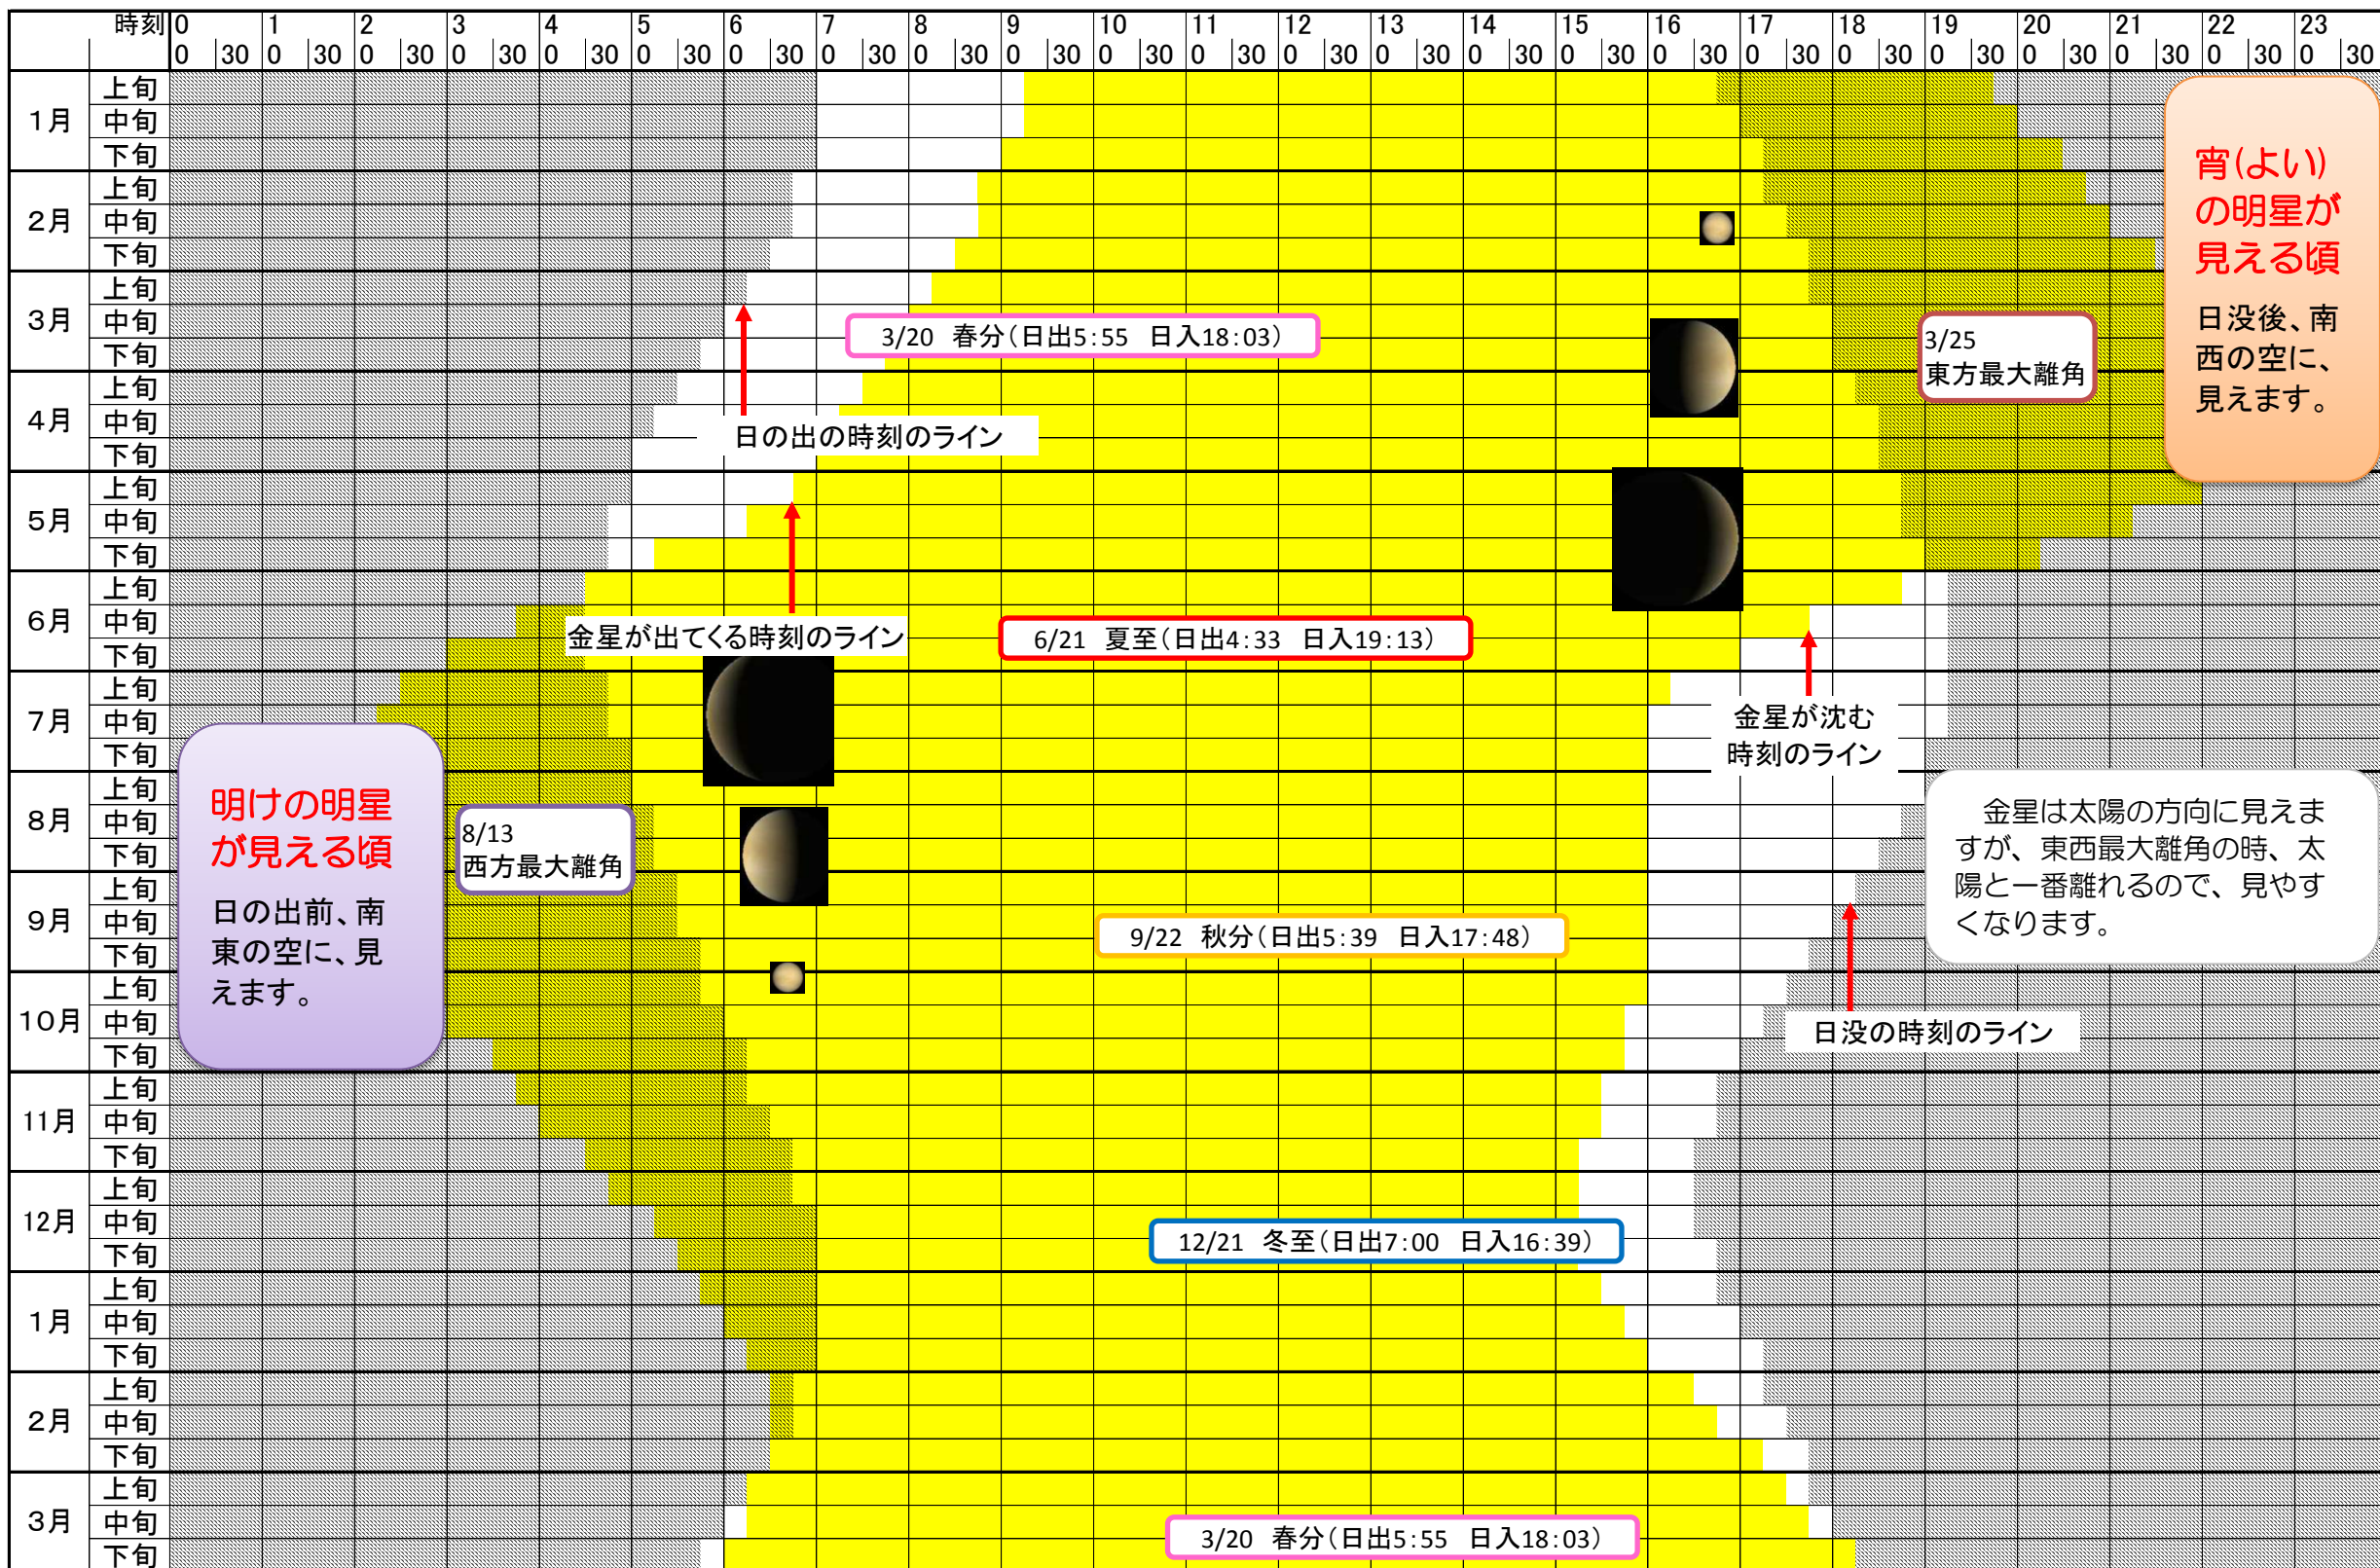 時刻 0 1 2 3 4 5 6 7 8 9 10 11 12 13 14 15 16 17 18 19 20 21 22 23
0 30 0 30 0 30 0 30 0 30 0 30 0 30 0 30 0 30 0 30 0 30 0 30 0 30 0 30 0 30 0 30 0 30 0 30 0 30 0 30 0 30 0 30 0 30 0 30
1月
上旬
中旬
下旬
2月
上旬
中旬
下旬
3月
上旬
中旬
下旬
4月
上旬
中旬
下旬
5月
上旬
中旬
下旬
6月
上旬
中旬
下旬
7月
上旬
中旬
下旬
8月
上旬
中旬
下旬
9月
上旬
中旬
下旬
10月
上旬
中旬
下旬
11月
上旬
中旬
下旬
12月
上旬
中旬
下旬
1月
上旬
中旬
下旬
2月
上旬
中旬
下旬
3月
上旬
中旬
下旬
宵(よい)
の明星が
見える頃
日没後、南
西の空に、
見えます。
3/20 春分(日出5:55 日入18:03)
3/25
東方最大離角
日の出の時刻のライン
金星が出てくる時刻のライン
6/21 夏至(日出4:33 日入19:13)
金星が沈む
時刻のライン
明けの明星
が見える頃
日の出前、南
東の空に、見
えます。
8/13
西方最大離角
金星は太陽の方向に見えま
すが、東西最大離角の時、太
陽と一番離れるので、見やす
くなります。
9/22 秋分(日出5:39 日入17:48)
日没の時刻のライン
12/21 冬至(日出7:00 日入16:39)
3/20 春分(日出5:55 日入18:03)